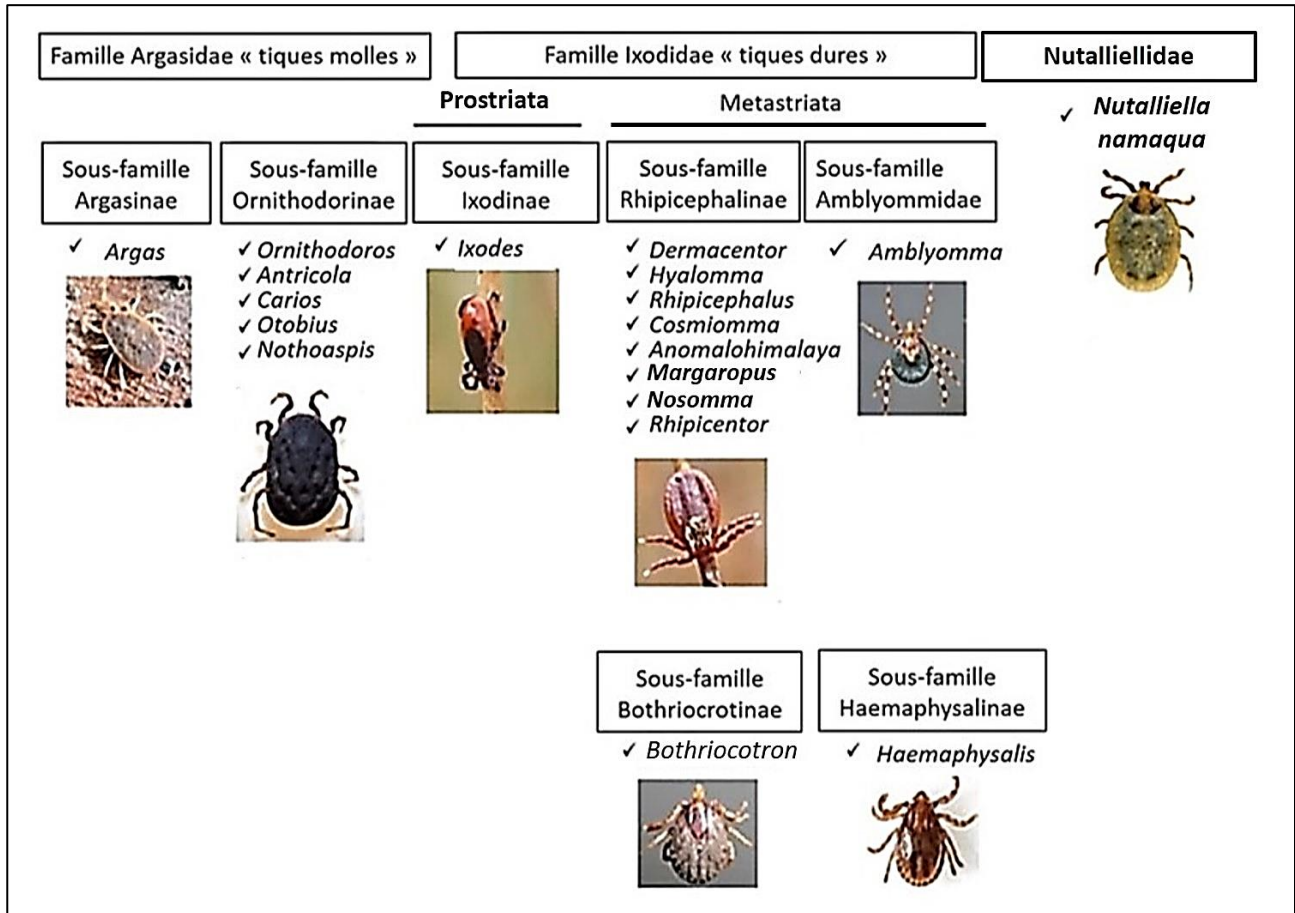 Famille Argasidae « tiques molles »
Famille Ixodidae « tiques dures »
Nutalliellidae
Prostriata
Metastriata
✓ Nutalliella
namaqua
Sous-famille
Argasinae
Sous-famille
Ornithodorinae
Sous-famille
Ixodinae
Sous-famille
Rhipicephalinae
Sous-famille
Amblyommidae
✓ Argas
✓ Ornithodoros
✓ Antricola
✓ Carios
✓ Otobius
✓ Nothoaspis
✓ Ixodes
✓ Dermacentor
✓ Hyalomma
✓ Rhipicephalus
✓ Cosmiomma
✓ Anomalohimalaya
✓ Margaropus
✓ Nosomma
✓ Rhipicentor
✓ Amblyomma
Sous-famille
Bothriocrotinae
Sous-famille
Haemaphysalinae
✓ Bothriocotron
✓ Haemaphysalis